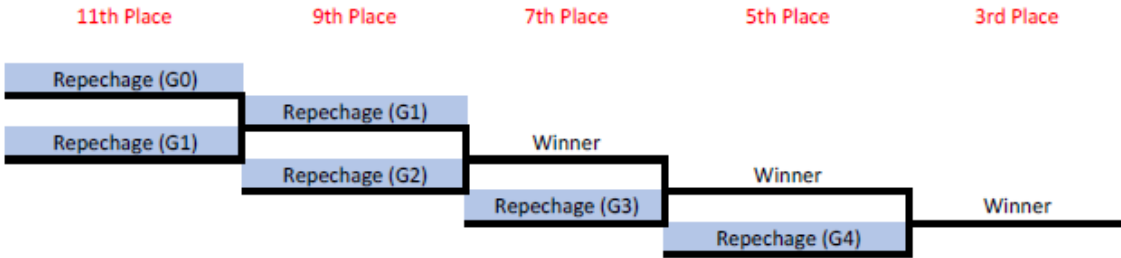 11th Place 9th Place 7th Place 5th Place 3rd Place
Repechage (G0)
Repechage (G1)
Repechage (G1)
Winner
Repechage (G2)
Winner
Repechage (G3)
Winner
Repechage (G4)